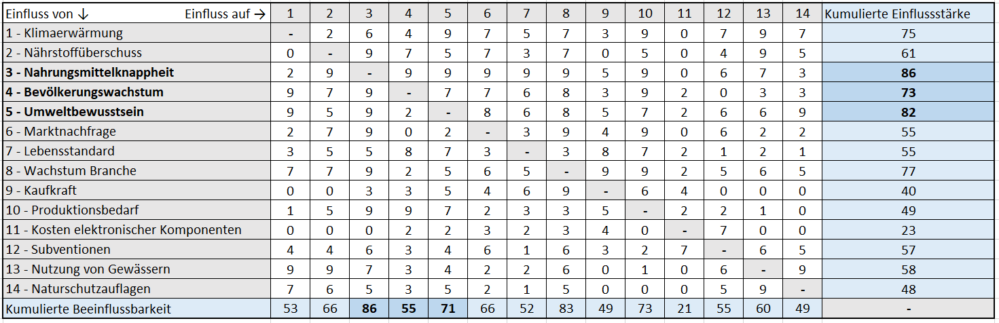 Einfluss von ↓ Einfluss auf → 1 2 3 4 5 6 7 8 9 10 11 12 13 14 Kumulierte Einflussstärke
1 - Klimaerwärmung - 2 6 4 9 7 5 7 3 9 0 7 9 7 75
2 - Nährstoffüberschuss 0 - 9 7 5 7 3 7 0 5 0 4 9 5 61
3 - Nahrungsmittelknappheit 2 9 - 9 9 9 9 9 5 9 0 6 7 3 86
4 - Bevölkerungswachstum 9 7 9 - 7 7 6 8 3 9 2 0 3 3 73
5 - Umweltbewusstsein 9 5 9 2 - 8 6 8 5 7 2 6 6 9 82
6 - Marktnachfrage 2 7 9 0 2 - 3 9 4 9 0 6 2 2 55
7 - Lebensstandard 3 5 5 8 7 3 - 3 8 7 2 1 2 1 55
8 - Wachstum Branche 7 7 9 2 5 6 5 - 9 9 2 5 6 5 77
9 - Kaufkraft 0 0 3 3 5 4 6 9 - 6 4 0 0 0 40
10 - Produktionsbedarf 1 5 9 9 7 2 3 3 5 - 2 2 1 0 49
11 - Kosten elektronischer Komponenten 0 0 0 2 2 3 2 3 4 0 - 7 0 0 23
12 - Subventionen 4 4 6 3 4 6 1 6 3 2 7 - 6 5 57
13 - Nutzung von Gewässern 9 9 7 3 4 2 2 6 0 1 0 6 - 9 58
14 - Naturschutzauflagen 7 6 5 3 5 2 1 5 0 0 0 5 9 - 48
Kumulierte Beeinflussbarkeit 53 66 86 55 71 66 52 83 49 73 21 55 60 49 -